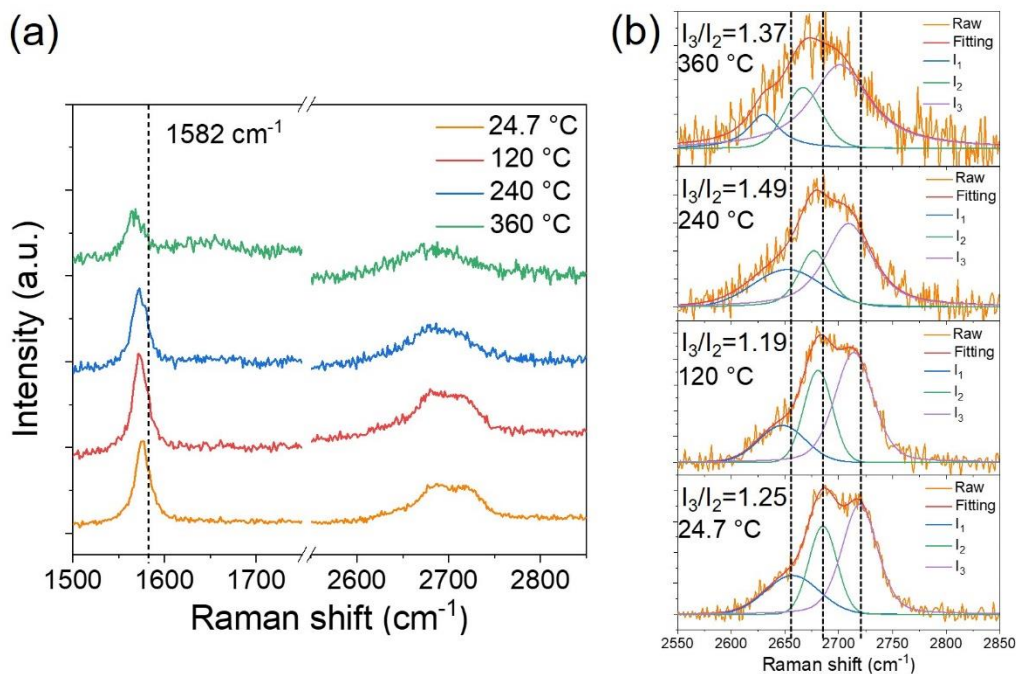 (a)
1582 cm⁻¹
24.7 °C
120 °C
240 °C
360 °C
Intensity (a.u.)
1500
1600
1700
2600
2700
2800
Raman shift (cm⁻¹)
(b)
I₃/I₂=1.37
360 °C
Raw
Fitting
I₁
I₂
I₃
I₃/I₂=1.49
240 °C
Raw
Fitting
I₁
I₂
I₃
I₃/I₂=1.19
120 °C
Raw
Fitting
I₁
I₂
I₃
I₃/I₂=1.25
24.7 °C
Raw
Fitting
I₁
I₂
I₃
2550
2600
2650
2700
2750
2800
2850
Raman shift (cm⁻¹)